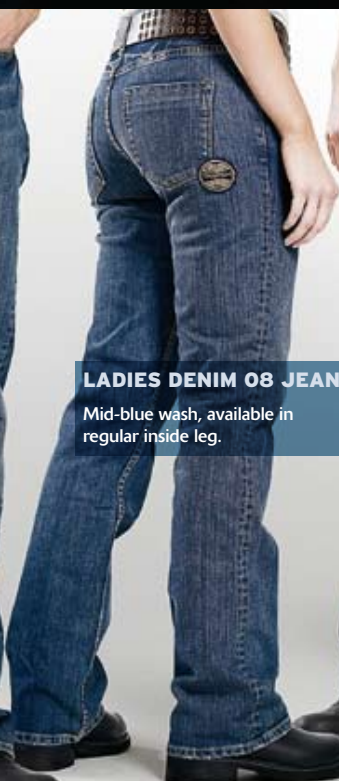 LADIES DENIM 08 JEAN
Mid-blue wash, available in
regular inside leg.